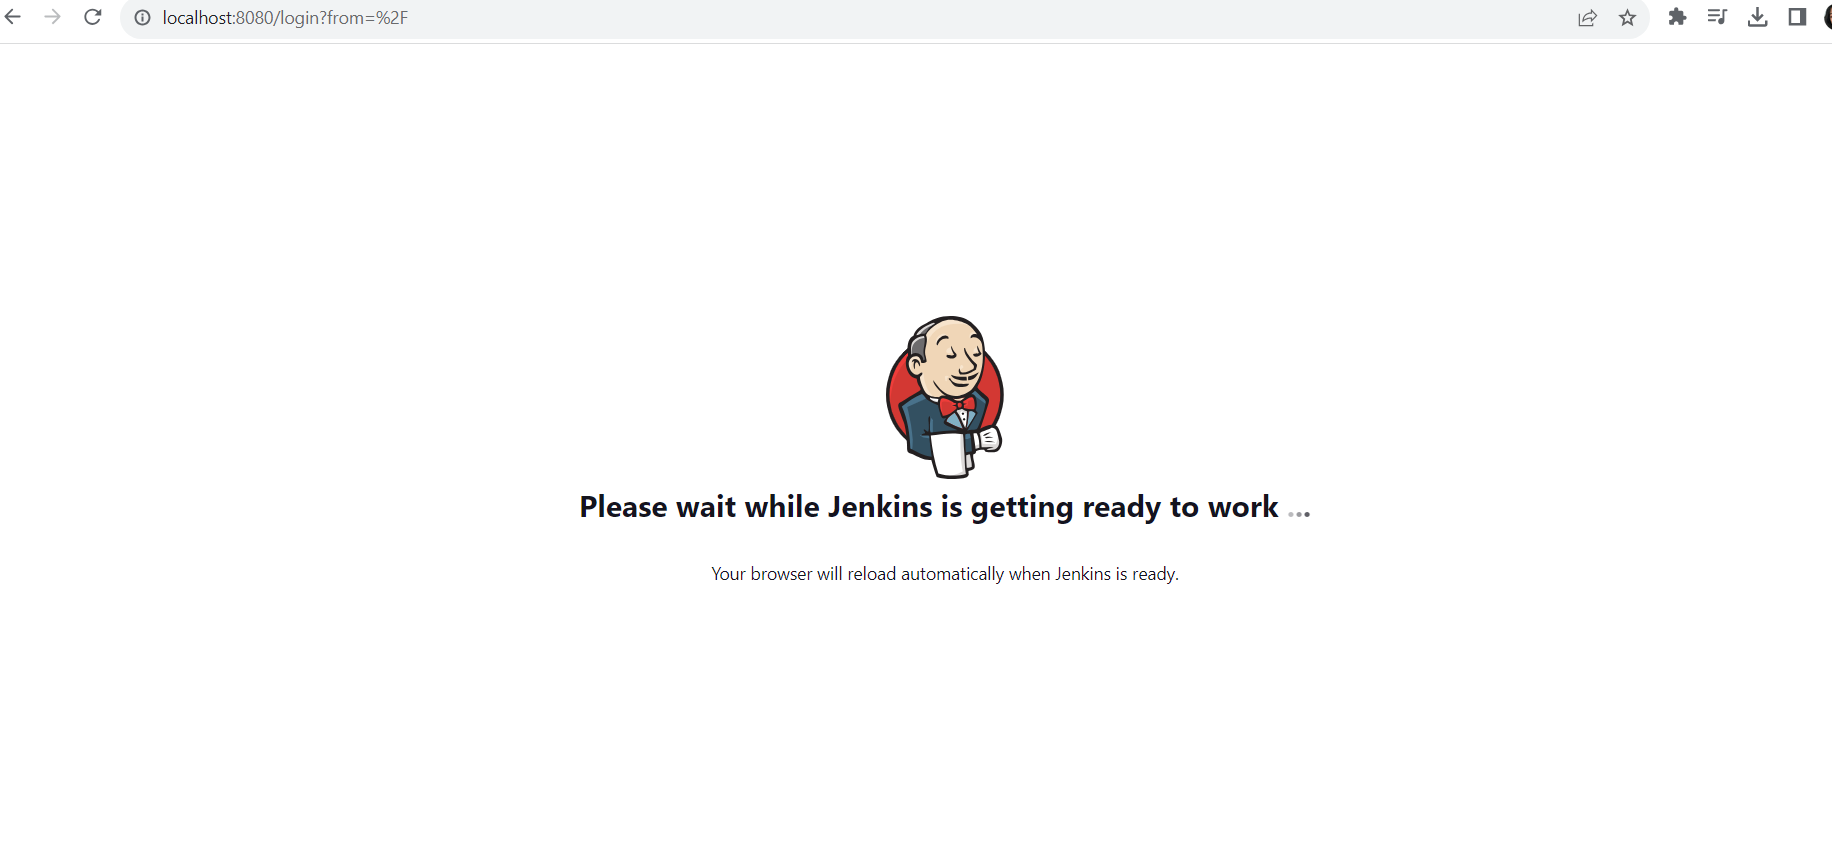 localhost:8080/login?from=%2F
Please wait while Jenkins is getting ready to work ...
Your browser will reload automatically when Jenkins is ready.